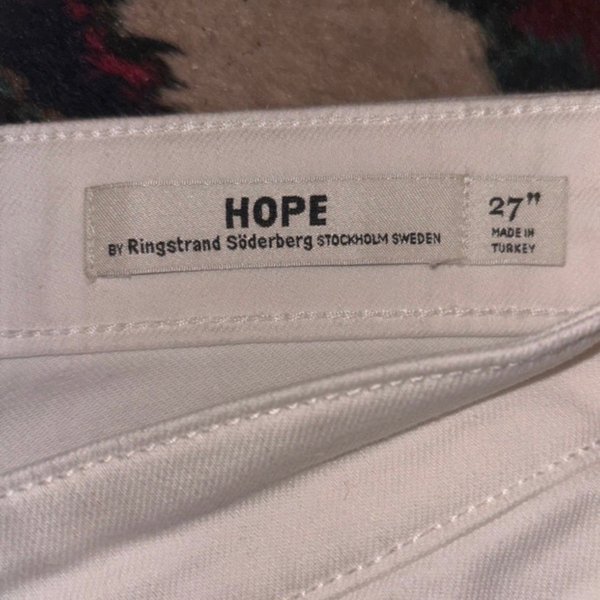 HOPE
BY Ringstrand Söderberg STOCKHOLM SWEDEN
27"
MADE IN
TURKEY